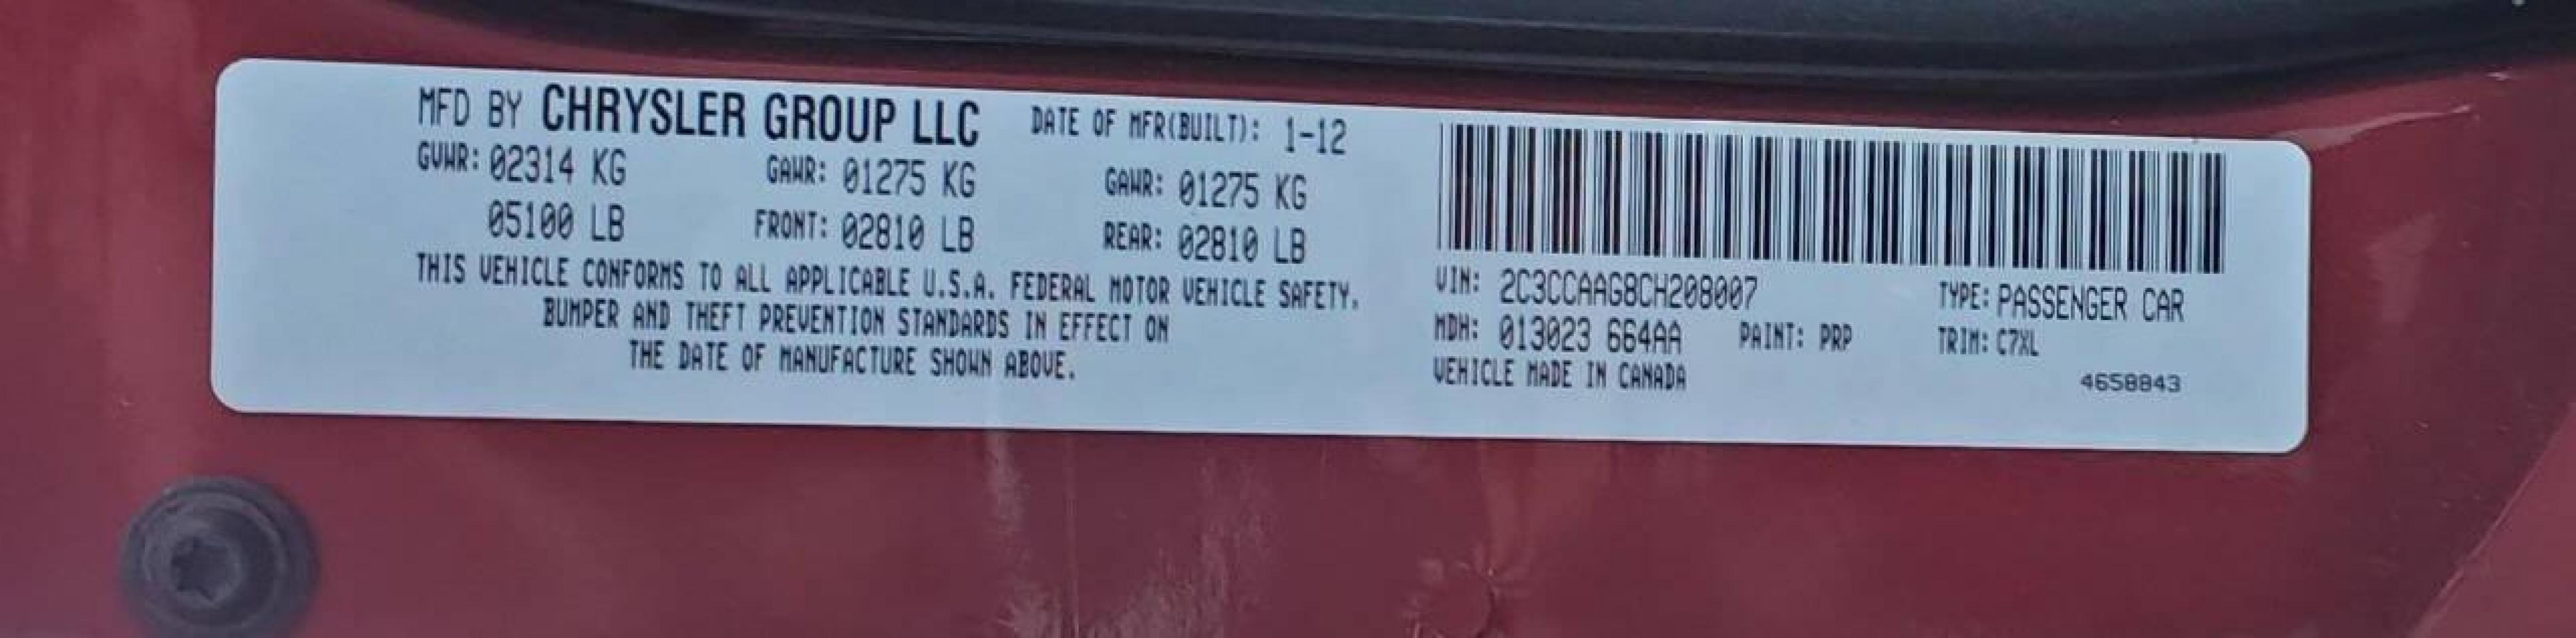 MFD BY CHRYSLER GROUP LLC DATE OF MFR(BUILT): 1-12
GVWR: 02314 KG GAWR: 01275 KG GAWR: 01275 KG
05100 LB FRONT: 02810 LB REAR: 02810 LB
THIS VEHICLE CONFORMS TO ALL APPLICABLE U.S.A. FEDERAL MOTOR VEHICLE SAFETY,
BUMPER AND THEFT PREVENTION STANDARDS IN EFFECT ON
THE DATE OF MANUFACTURE SHOWN ABOVE.
VIN: 2C3CCAAG8CH208007 TYPE: PASSENGER CAR
MDH: 013023 664AA PAINT: PRP TRIM: C7XL
VEHICLE MADE IN CANADA
4658843